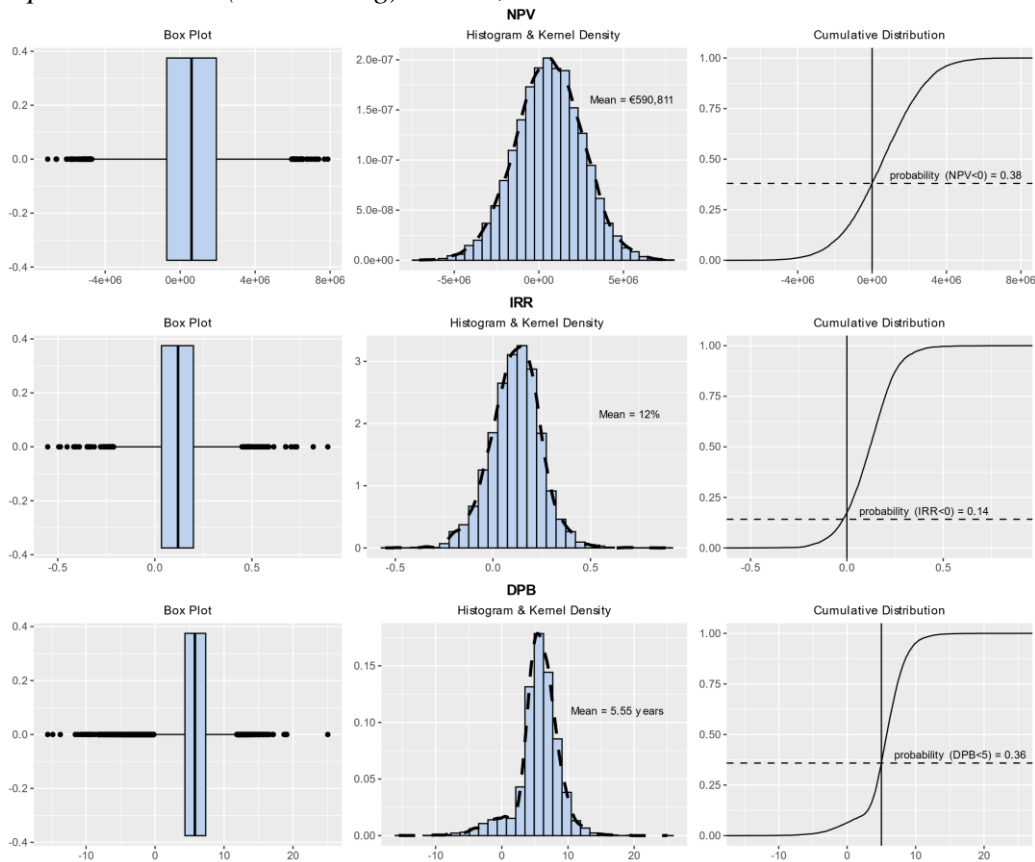 NPV
Box Plot
Histogram & Kernel Density
Cumulative Distribution
0.4
0.2
0.0
-0.2
-0.4
-4e+06 0e+00 4e+06 8e+06
2.0e-07
1.5e-07
1.0e-07
5.0e-08
0.0e+00
-5e+06 0e+00 5e+06
Mean = €590,811
1.00
0.75
0.50
0.25
0.00
-4e+06 0e+00 4e+06 8e+06
probability (NPV<0) = 0.38
IRR
Box Plot
Histogram & Kernel Density
Cumulative Distribution
0.4
0.2
0.0
-0.2
-0.4
-0.5 0.0 0.5
3
2
1
0
-0.5 0.0 0.5
Mean = 12%
1.00
0.75
0.50
0.25
0.00
-0.5 0.0 0.5
probability (IRR<0) = 0.14
DPB
Box Plot
Histogram & Kernel Density
Cumulative Distribution
0.4
0.2
0.0
-0.2
-0.4
-10 0 10 20
0.15
0.10
0.05
0.00
-10 0 10 20
Mean = 5.55 years
1.00
0.75
0.50
0.25
0.00
-10 0 10 20
probability (DPB<5) = 0.36